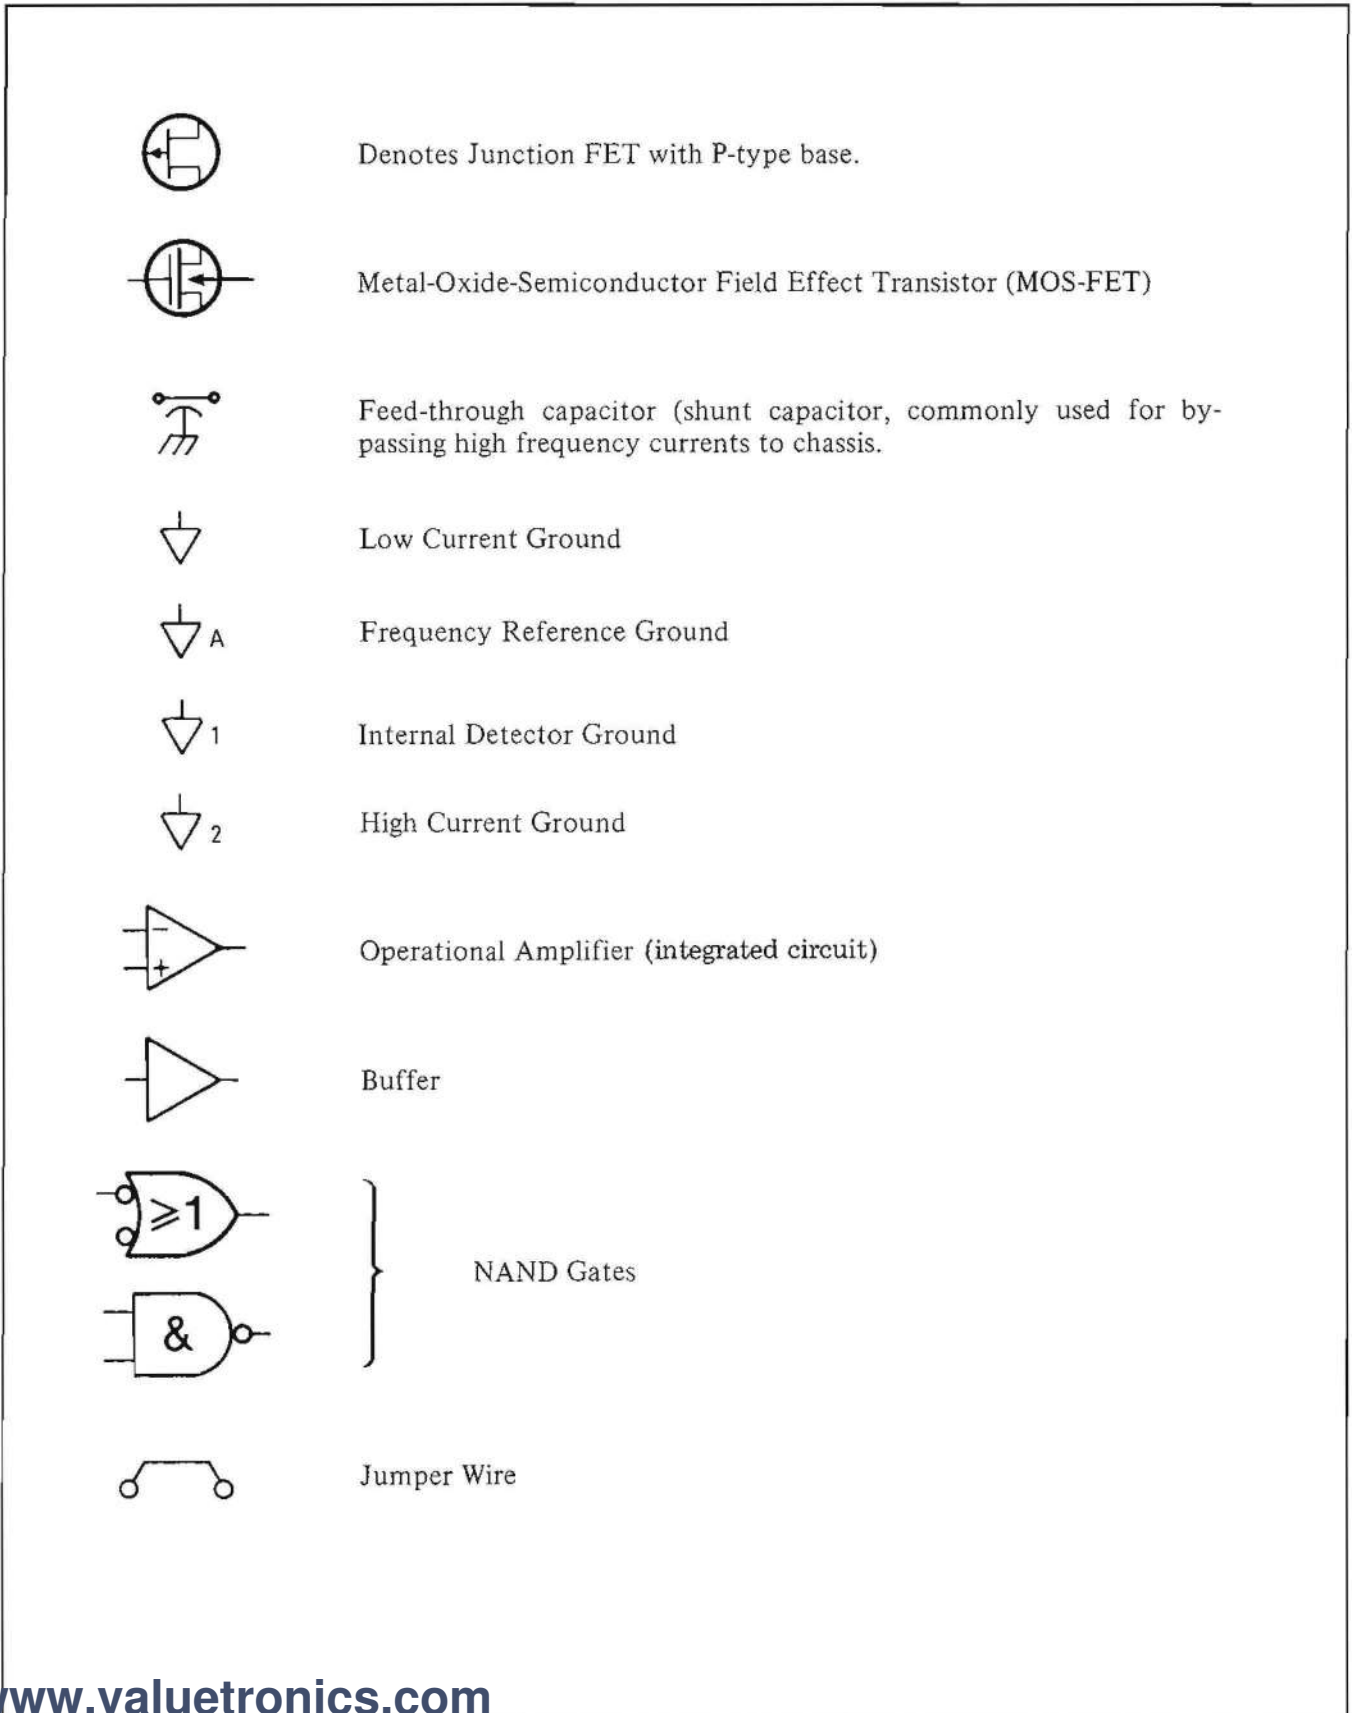 Denotes Junction FET with P-type base.
Metal-Oxide-Semiconductor Field Effect Transistor (MOS-FET)
Feed-through capacitor (shunt capacitor, commonly used for by-
passing high frequency currents to chassis.
Low Current Ground
A Frequency Reference Ground
1 Internal Detector Ground
2 High Current Ground
−
+
Operational Amplifier (integrated circuit)
Buffer
≥1
NAND Gates
&
Jumper Wire
www.valuetronics.com